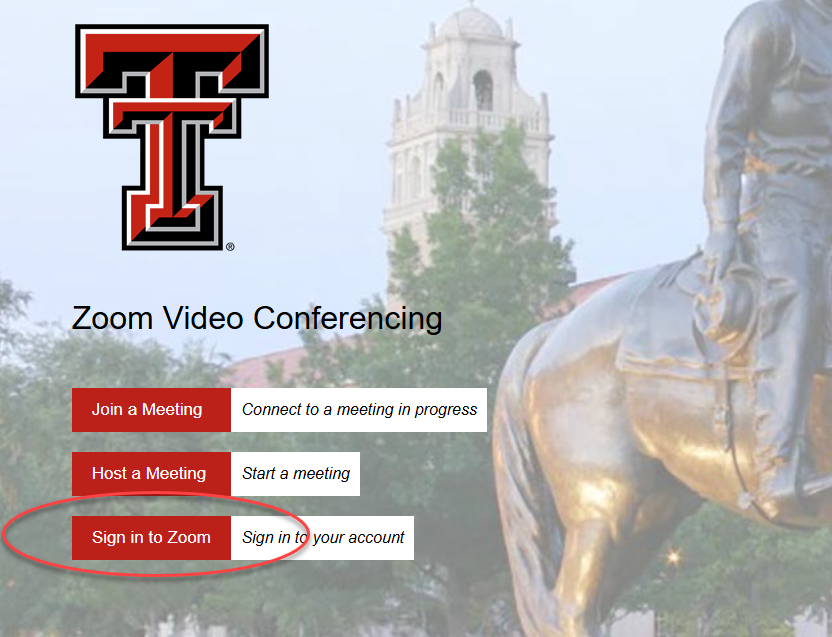 ®
Zoom Video Conferencing
Join a Meeting Connect to a meeting in progress
Host a Meeting Start a meeting
Sign in to Zoom Sign in to your account